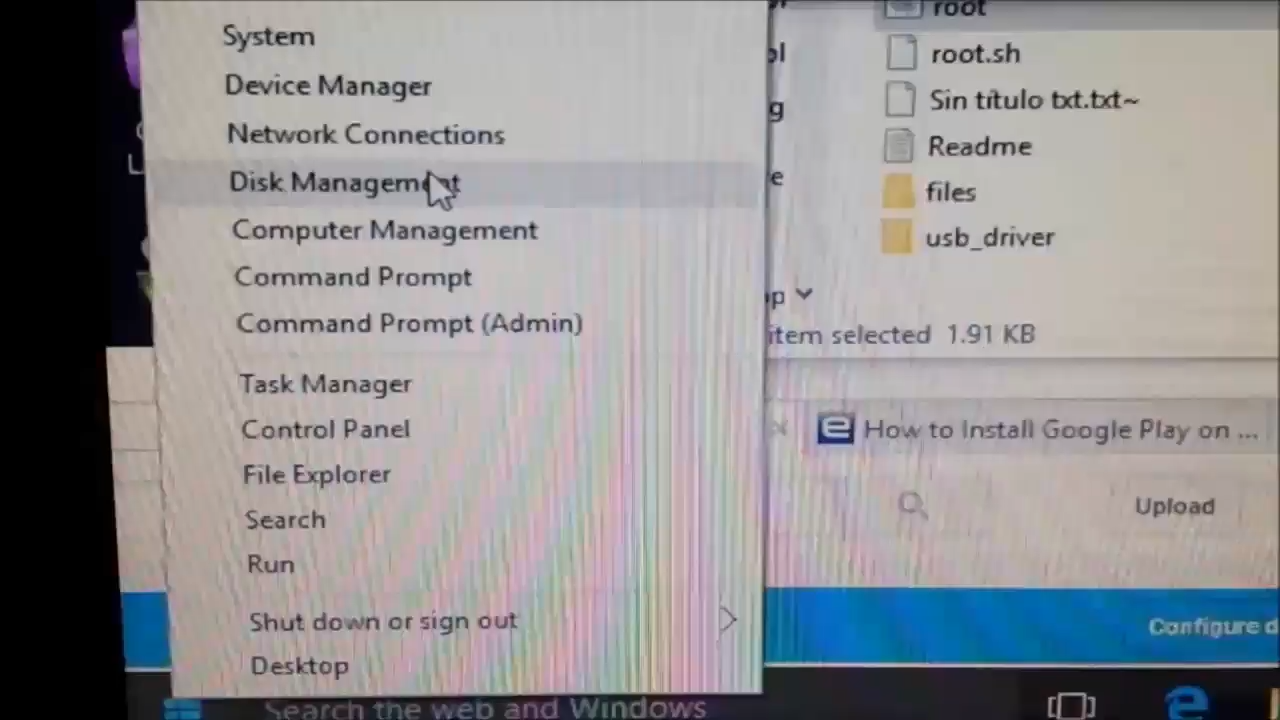 System
Device Manager
Network Connections
Disk Management
Computer Management
Command Prompt
Command Prompt (Admin)
Task Manager
Control Panel
File Explorer
Search
Run
Shut down or sign out
Desktop
root
root.sh
Sin título txt.txt~
Readme
files
usb_driver
item selected 1.91 KB
How to Install Google Play on ...
Upload
Configure d
Search the web and Windows